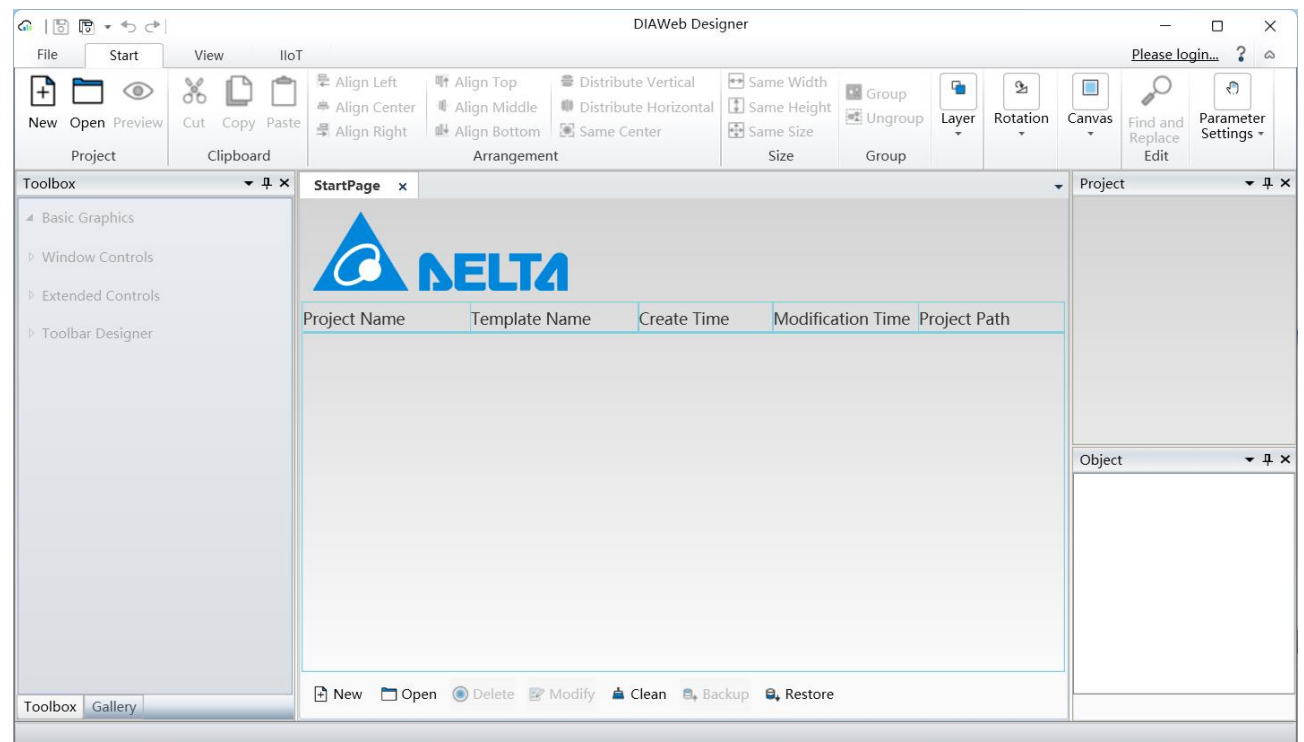 DIAWeb Designer
File Start View IIoT Please login... ?
New Open Preview Cut Copy Paste
Align Left Align Top Distribute Vertical Same Width
Align Center Align Middle Distribute Horizontal Same Height
Align Right Align Bottom Same Center Same Size
Group
Ungroup
Layer Rotation Canvas Find and Replace Parameter Settings
Project Clipboard Arrangement Size Group Edit
Toolbox StartPage Project
Basic Graphics
Window Controls
Extended Controls
Toolbar Designer
DELTA
Project Name Template Name Create Time Modification Time Project Path
Object
New Open Delete Modify Clean Backup Restore
Toolbox Gallery